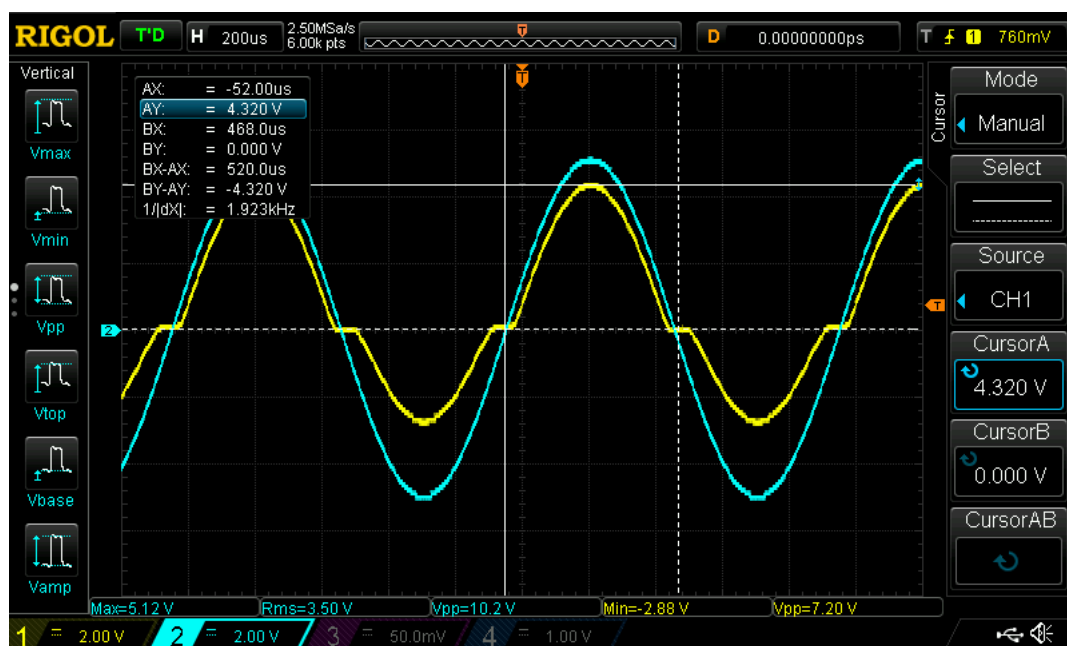 RIGOL T'D H 200us 2.50MSa/s 6.00k pts T D 0.00000000ps T 1 760mV
Vertical
Vmax
Vmin
Vpp
Vtop
Vbase
Vamp
AX: = -52.00us
AY: = 4.320 V
BX: = 468.0us
BY: = 0.000 V
BX-AX: = 520.0us
BY-AY: = -4.320 V
1/|dX|: = 1.923kHz
T
2
T
Cursor
Mode
Manual
Select
Source
CH1
CursorA
4.320 V
CursorB
0.000 V
CursorAB
Max=5.12 V Rms=3.50 V Vpp=10.2 V Min=-2.88 V Vpp=7.20 V
1 = 2.00 V 2 = 2.00 V 3 = 50.0mV 4 = 1.00 V